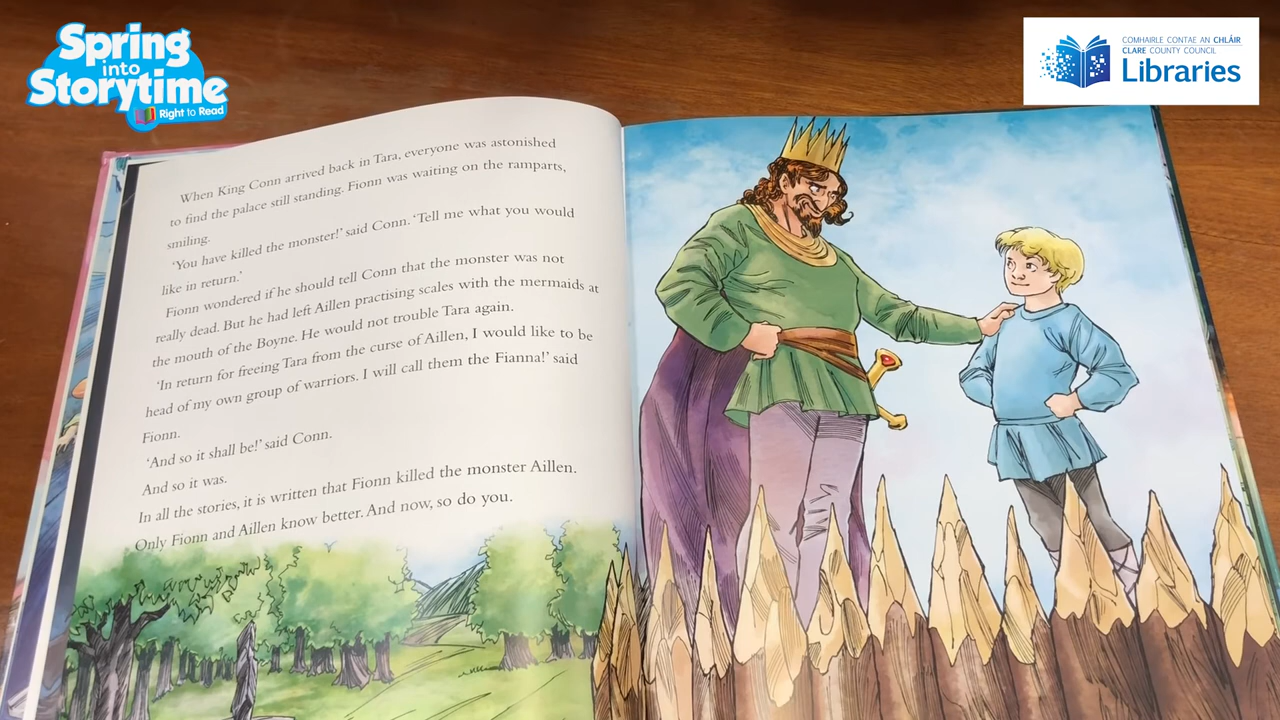 Spring
into
Storytime
Right to Read
COMHAIRLE CONTAE AN CHLÁIR
CLARE COUNTY COUNCIL
Libraries
When King Conn arrived back in Tara, everyone was astonished
to find the palace still standing. Fionn was waiting on the ramparts,
smiling.
‘You have killed the monster!’ said Conn. ‘Tell me what you would
like in return.’
Fionn wondered if he should tell Conn that the monster was not
really dead. But he had left Aillen practising scales with the mermaids at
the mouth of the Boyne. He would not trouble Tara again.
‘In return for freeing Tara from the curse of Aillen, I would like to be
head of my own group of warriors. I will call them the Fianna!’ said
Fionn.
‘And so it shall be!’ said Conn.
And so it was.
In all the stories, it is written that Fionn killed the monster Aillen.
Only Fionn and Aillen know better. And now, so do you.